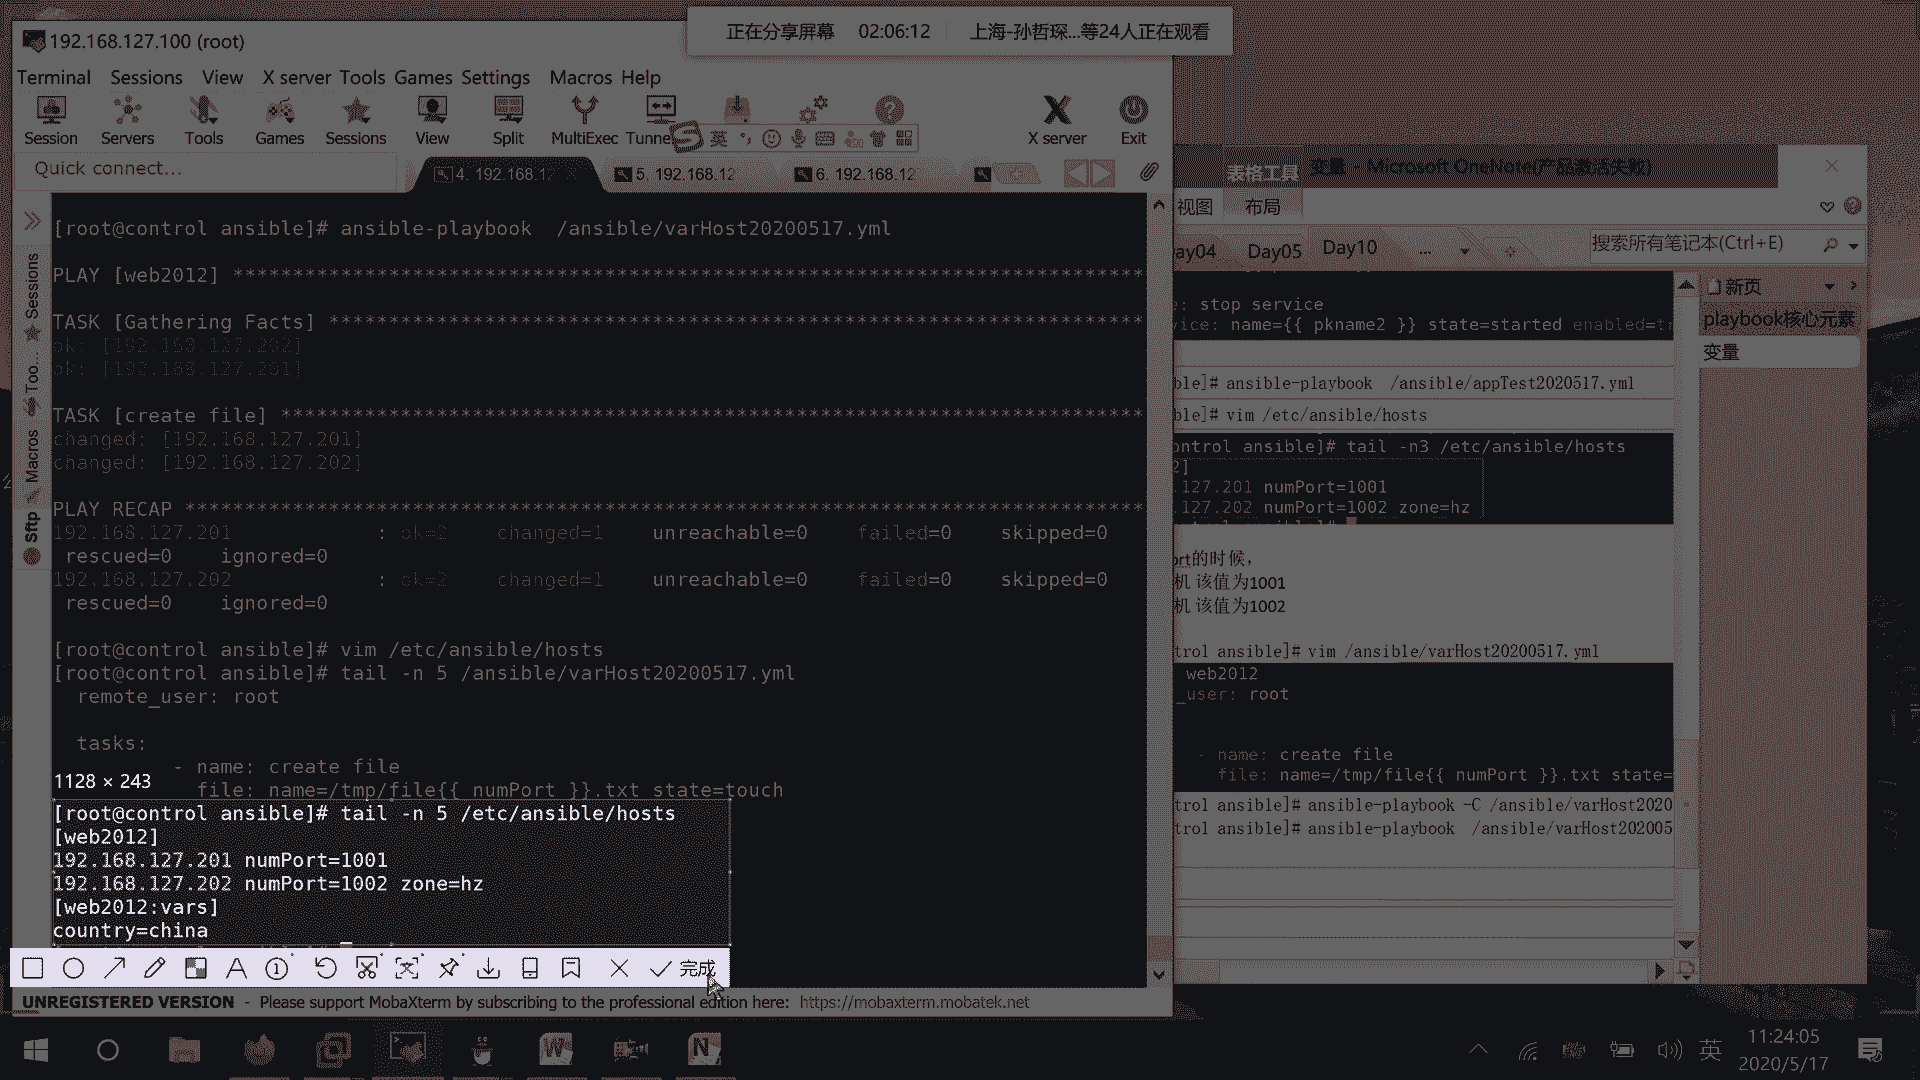 正在分享屏幕 02:06:12 上海-孙哲琛...等24人正在观看
192.168.127.100 (root)
Terminal Sessions View X server Tools Games Settings Macros Help
Session Servers Tools Games Sessions View Split MultiExec Tunne 英 X server Exit
Quick connect...
4. 192.168.12 5. 192.168.12 6. 192.168.12
Sessions
Too...
Macros
Sftp
[root@control ansible]# ansible-playbook  /ansible/varHost20200517.yml
PLAY [web2012] ****************************************************************************
TASK [Gathering Facts] ********************************************************************
ok: [192.168.127.202]
ok: [192.168.127.201]
TASK [create file] ************************************************************************
changed: [192.168.127.201]
changed: [192.168.127.202]
PLAY RECAP ********************************************************************************
192.168.127.201 : ok=2 changed=1 unreachable=0 failed=0 skipped=0
rescued=0 ignored=0
192.168.127.202 : ok=2 changed=1 unreachable=0 failed=0 skipped=0
rescued=0 ignored=0
[root@control ansible]# vim /etc/ansible/hosts
[root@control ansible]# tail -n 5 /ansible/varHost20200517.yml
remote_user: root
tasks:
- name: create file
file: name=/tmp/file{{ numPort }}.txt state=touch
1128 × 243
[root@control ansible]# tail -n 5 /etc/ansible/hosts
[web2012]
192.168.127.201 numPort=1001
192.168.127.202 numPort=1002 zone=hz
[web2012:vars]
country=china
完成
UNREGISTERED VERSION - Please support MobaXterm by subscribing to the professional edition here: https://mobaxterm.mobatek.net
表格工具 变量 - Microsoft OneNote(产品激活失败)
视图 布局
ay04 Day05 Day10 ... 搜索所有笔记本(Ctrl+E)
新页
playbook核心元素
变量
e: stop service
vice: name={{ pkname2 }} state=started enabled=tr
ble]# ansible-playbook  /ansible/appTest2020517.yml
ble]# vim /etc/ansible/hosts
ontrol ansible]# tail -n3 /etc/ansible/hosts
2]
.127.201 numPort=1001
.127.202 numPort=1002 zone=hz
ort的时候，
机 该值为1001
机 该值为1002
trol ansible]# vim /ansible/varHost20200517.yml
web2012
_user: root
- name: create file
file: name=/tmp/file{{ numPort }}.txt state=
trol ansible]# ansible-playbook -C /ansible/varHost2020
trol ansible]# ansible-playbook  /ansible/varHost202005
英 11:24:05
2020/5/17